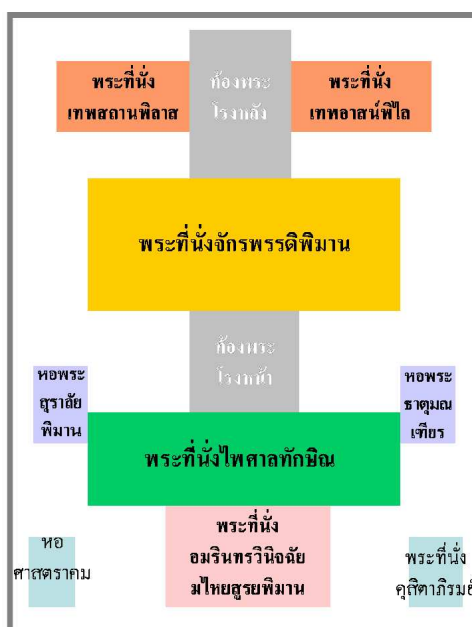 พระที่นั่ง
เทพสถานพิลาส
ท้องพระ
โรงหลัง
พระที่นั่ง
เทพอาสน์พิไล
พระที่นั่งจักรพรรดิพิมาน
ท้องพระ
โรงหน้า
หอพระ
สุราลัย
พิมาน
หอพระ
ธาตุมณ
เฑียร
พระที่นั่งไพศาลทักษิณ
พระที่นั่ง
อมรินทรวินิจฉัย
มไหยสูรยพิมาน
หอ
ศาสตราคม
พระที่นั่ง
ดุสิตาภิรมย์